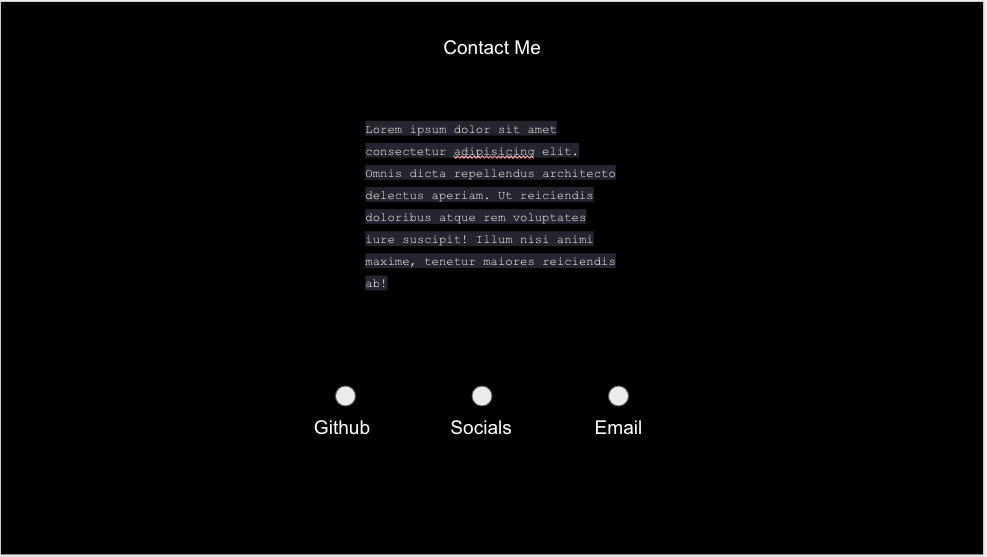 Contact Me
Lorem ipsum dolor sit amet
consectetur adipisicing elit.
Omnis dicta repellendus architecto
delectus aperiam. Ut reiciendis
doloribus atque rem voluptates
iure suscipit! Illum nisi animi
maxime, tenetur maiores reiciendis
ab!
Github
Socials
Email